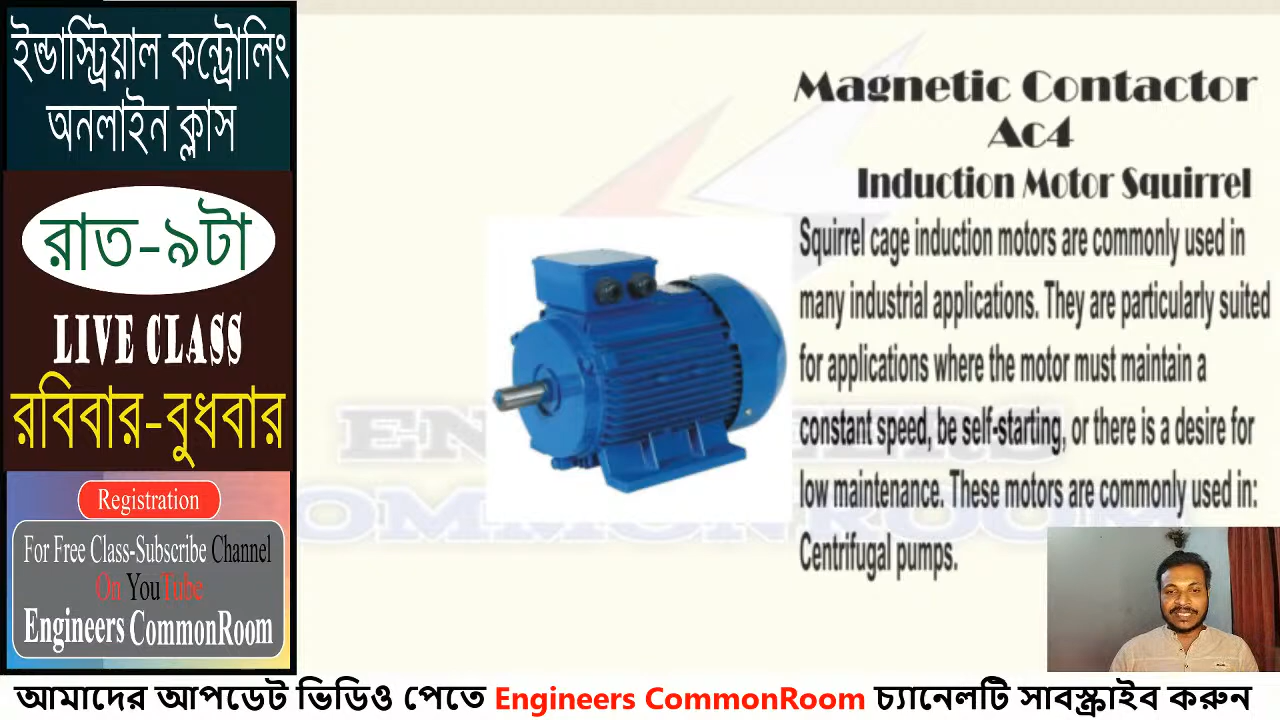 ইন্ডাস্ট্রিয়াল কন্ট্রোলিং
অনলাইন ক্লাস
রাত-৯টা
LIVE CLASS
রবিবার-বুধবার
Registration
For Free Class-Subscribe Channel
On YouTube
Engineers CommonRoom
Magnetic Contactor
Ac4
Induction Motor Squirrel
Squirrel cage induction motors are commonly used in
many industrial applications. They are particularly suited
for applications where the motor must maintain a
constant speed, be self-starting, or there is a desire for
low maintenance. These motors are commonly used in:
Centrifugal pumps.
ENGINEERS
COMMONROOM
আমাদের আপডেট ভিডিও পেতে Engineers CommonRoom চ্যানেলটি সাবস্ক্রাইব করুন